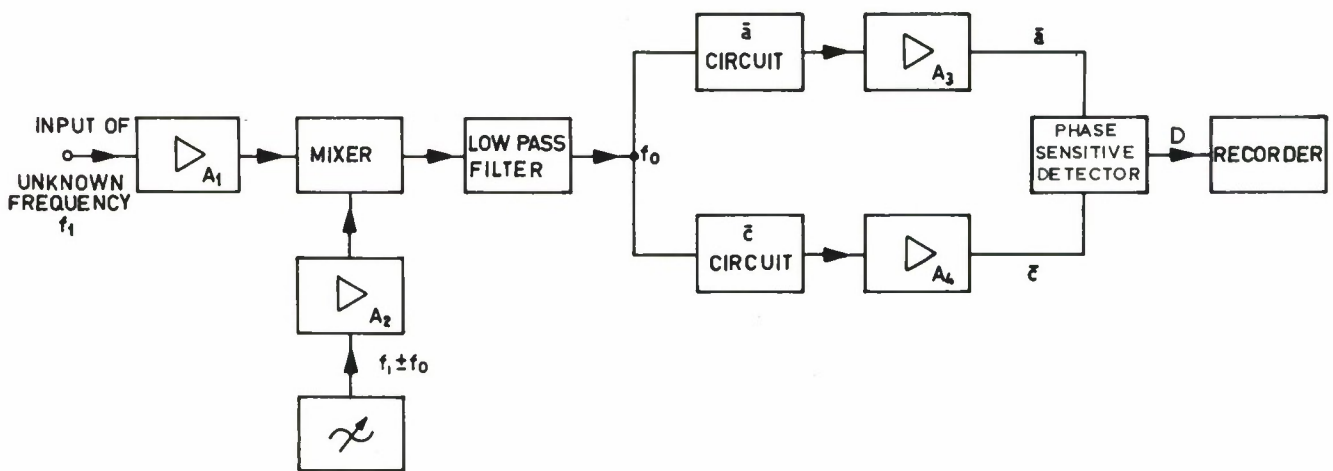 INPUT OF
UNKNOWN
FREQUENCY
f₁
A₁
MIXER
A₂
f₁ ± f₀
LOW PASS
FILTER
f₀
ā
CIRCUIT
A₃
ā
c̄
CIRCUIT
A₄
c̄
PHASE
SENSITIVE
DETECTOR
D
RECORDER